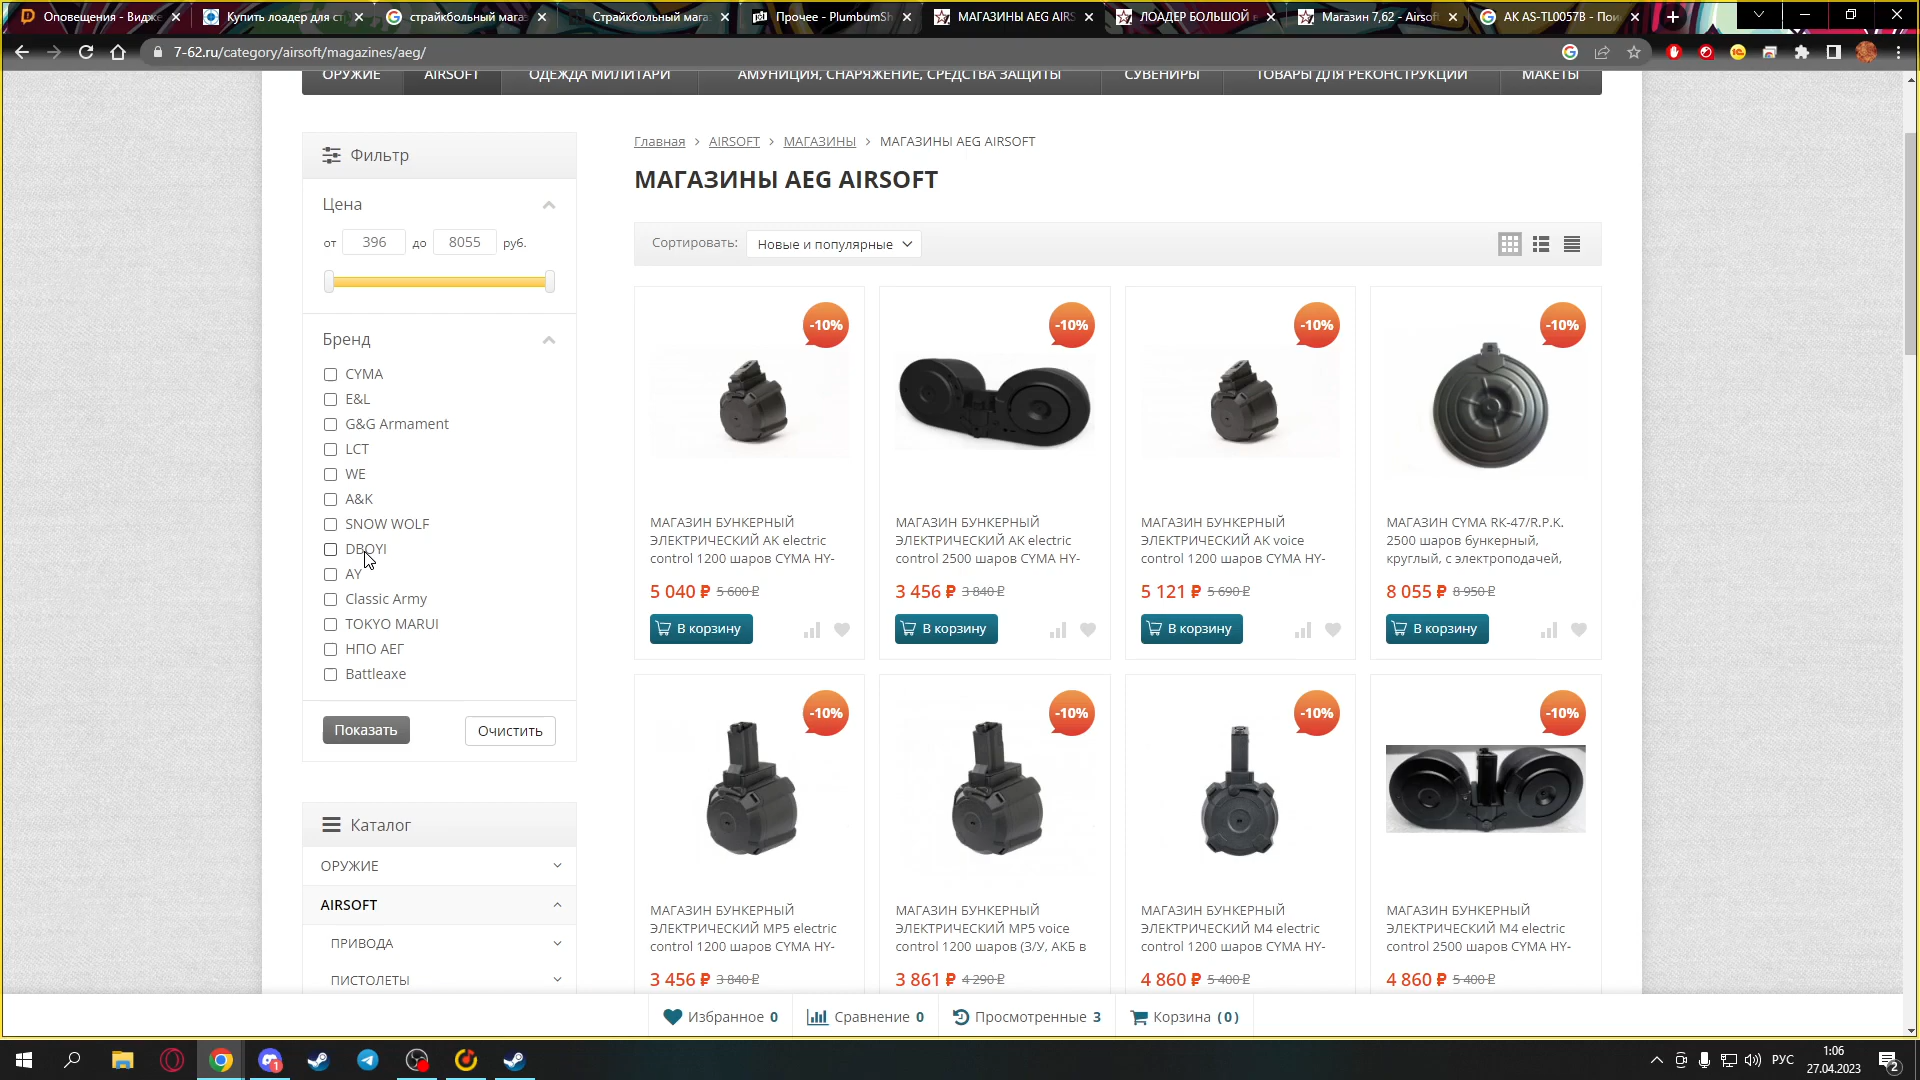 Оповещения - Видже
Купить лоадер для ст
страйкбольный мага
Страйкбольный мага
Прочее - PlumbumSh
МАГАЗИНЫ AEG AIRS
ЛОАДЕР БОЛЬШОЙ
Магазин 7,62 - Airsoft
AK AS-TL0057B - Пои
7-62.ru/category/airsoft/magazines/aeg/
ОРУЖИЕ
AIRSOFT
ОДЕЖДА МИЛИТАРИ
АМУНИЦИЯ, СНАРЯЖЕНИЕ, СРЕДСТВА ЗАЩИТЫ
СУВЕНИРЫ
ТОВАРЫ ДЛЯ РЕКОНСТРУКЦИИ
МАКЕТЫ
Фильтр
Цена
от 396 до 8055 руб.
Бренд
CYMA
E&L
G&G Armament
LCT
WE
A&K
SNOW WOLF
DBOYI
AY
Classic Army
TOKYO MARUI
НПО АЕГ
Battleaxe
Показать
Очистить
Каталог
ОРУЖИЕ
AIRSOFT
ПРИВОДА
ПИСТОЛЕТЫ
Главная > AIRSOFT > МАГАЗИНЫ > МАГАЗИНЫ AEG AIRSOFT
МАГАЗИНЫ AEG AIRSOFT
Сортировать: Новые и популярные
-10%
МАГАЗИН БУНКЕРНЫЙ
ЭЛЕКТРИЧЕСКИЙ AK electric
control 1200 шаров CYMA HY-
5 040 ₽ 5 600 ₽
В корзину
-10%
МАГАЗИН БУНКЕРНЫЙ
ЭЛЕКТРИЧЕСКИЙ AK electric
control 2500 шаров CYMA HY-
3 456 ₽ 3 840 ₽
В корзину
-10%
МАГАЗИН БУНКЕРНЫЙ
ЭЛЕКТРИЧЕСКИЙ AK voice
control 1200 шаров CYMA HY-
5 121 ₽ 5 690 ₽
В корзину
-10%
МАГАЗИН CYMA RK-47/R.P.K.
2500 шаров бункерный,
круглый, с электроподачей,
8 055 ₽ 8 950 ₽
В корзину
-10%
МАГАЗИН БУНКЕРНЫЙ
ЭЛЕКТРИЧЕСКИЙ MP5 electric
control 1200 шаров CYMA HY-
3 456 ₽ 3 840 ₽
-10%
МАГАЗИН БУНКЕРНЫЙ
ЭЛЕКТРИЧЕСКИЙ MP5 voice
control 1200 шаров (З/У, АКБ в
3 861 ₽ 4 290 ₽
-10%
МАГАЗИН БУНКЕРНЫЙ
ЭЛЕКТРИЧЕСКИЙ M4 electric
control 1200 шаров CYMA HY-
4 860 ₽ 5 400 ₽
-10%
МАГАЗИН БУНКЕРНЫЙ
ЭЛЕКТРИЧЕСКИЙ M4 electric
control 2500 шаров CYMA HY-
4 860 ₽ 5 400 ₽
Избранное 0
Сравнение 0
Просмотренные 3
Корзина (0)
РУС
1:06
27.04.2023
2